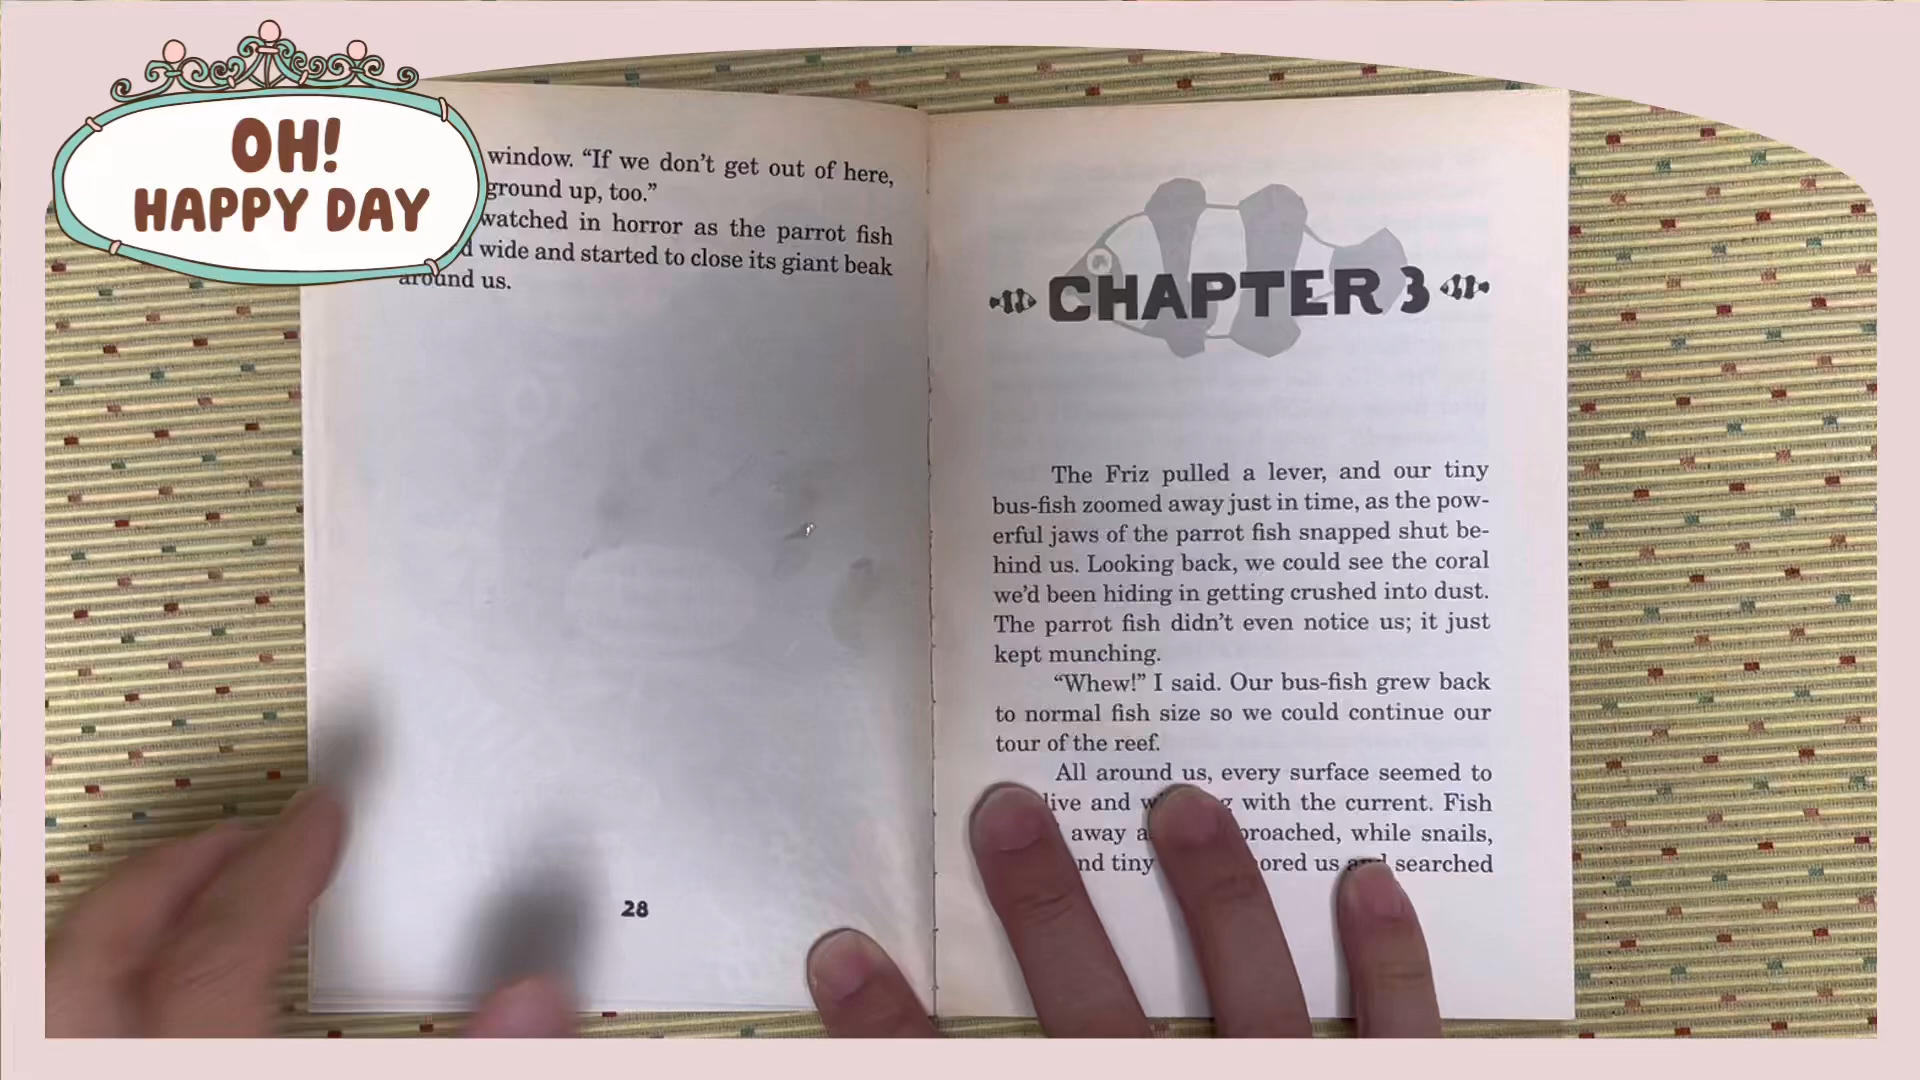 OH!
HAPPY DAY
window. “If we don’t get out of here,
ground up, too.”
watched in horror as the parrot fish
wide and started to close its giant beak
around us.
28
CHAPTER 3
The Friz pulled a lever, and our tiny
bus-fish zoomed away just in time, as the pow-
erful jaws of the parrot fish snapped shut be-
hind us. Looking back, we could see the coral
we’d been hiding in getting crushed into dust.
The parrot fish didn’t even notice us; it just
kept munching.
“Whew!” I said. Our bus-fish grew back
to normal fish size so we could continue our
tour of the reef.
All around us, every surface seemed to
and with the current. Fish
away while snails,
tiny us and searched